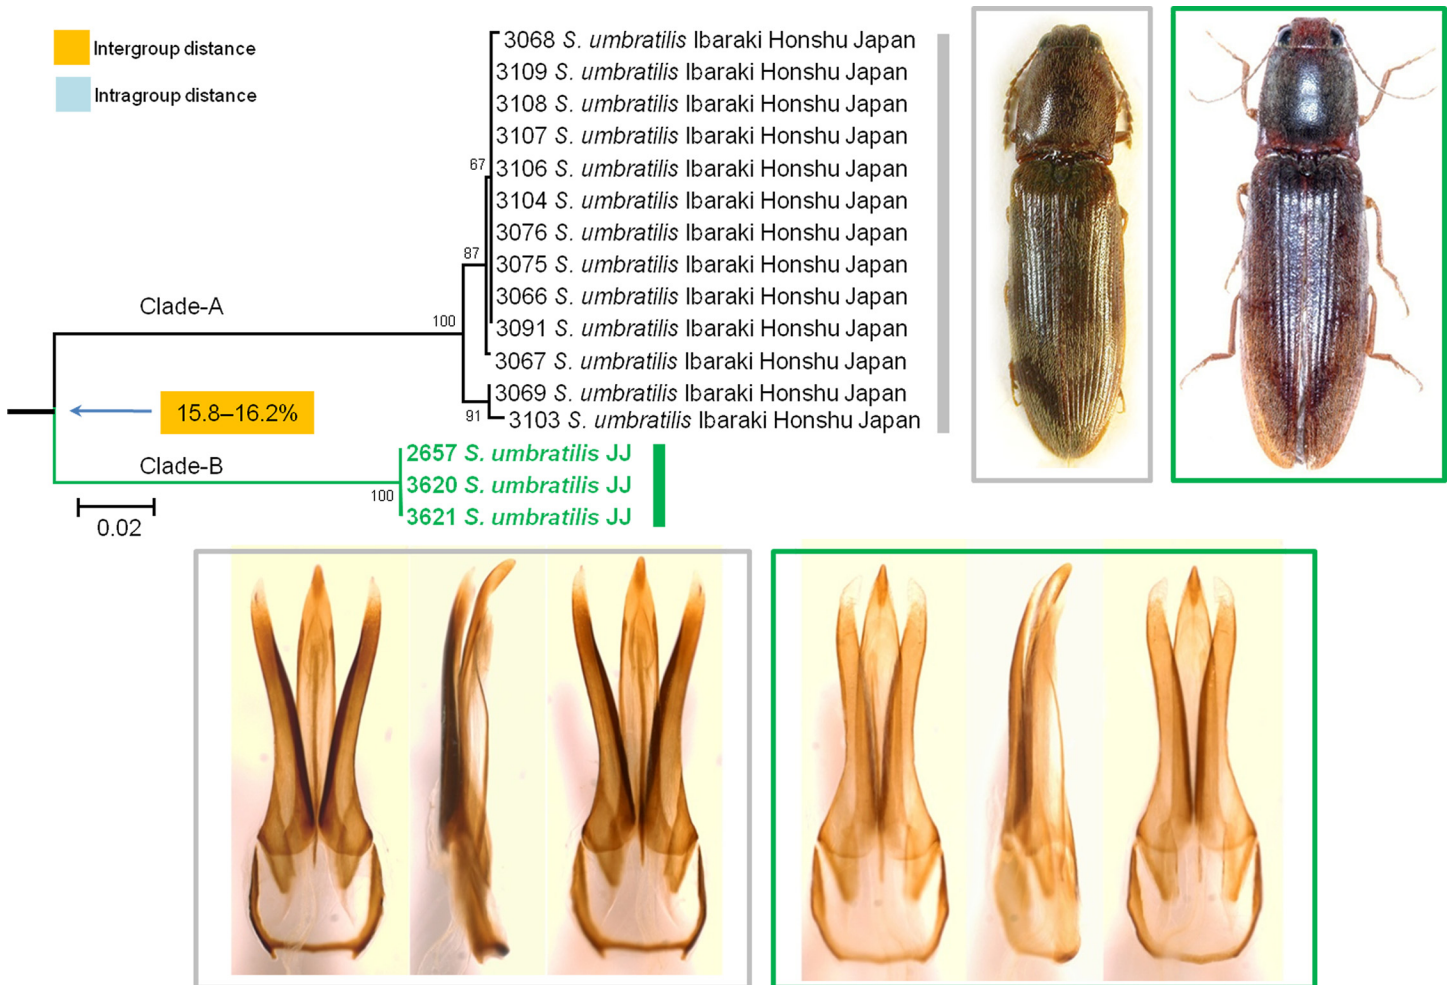 Intergroup distance
Intragroup distance
3068 S. umbratilis Ibaraki Honshu Japan
3109 S. umbratilis Ibaraki Honshu Japan
3108 S. umbratilis Ibaraki Honshu Japan
3107 S. umbratilis Ibaraki Honshu Japan
67
3106 S. umbratilis Ibaraki Honshu Japan
3104 S. umbratilis Ibaraki Honshu Japan
3076 S. umbratilis Ibaraki Honshu Japan
87
3075 S. umbratilis Ibaraki Honshu Japan
3066 S. umbratilis Ibaraki Honshu Japan
Clade-A
100
3091 S. umbratilis Ibaraki Honshu Japan
3067 S. umbratilis Ibaraki Honshu Japan
3069 S. umbratilis Ibaraki Honshu Japan
15.8–16.2%
91
3103 S. umbratilis Ibaraki Honshu Japan
2657 S. umbratilis JJ
Clade-B
3620 S. umbratilis JJ
100
3621 S. umbratilis JJ
0.02